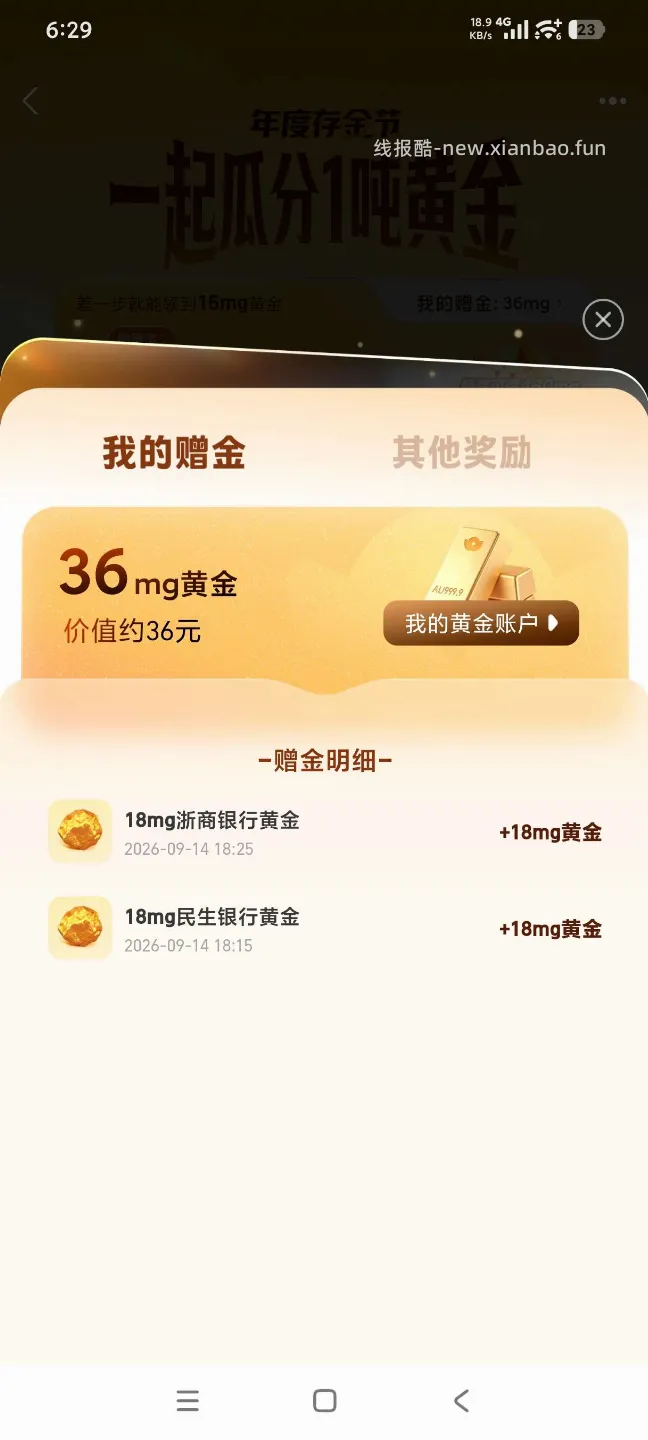 6:29
18.9 4G
KB/s
6
23
年度存金节
线报酷-new.xianbao.fun
一起瓜分1吨黄金
差一步就能领到15mg黄金
我的赠金: 36mg
我的赠金
其他奖励
36mg黄金
价值约36元
AU999.9
我的黄金账户
-赠金明细-
18mg浙商银行黄金
+18mg黄金
2026-09-14 18:25
18mg民生银行黄金
+18mg黄金
2026-09-14 18:15